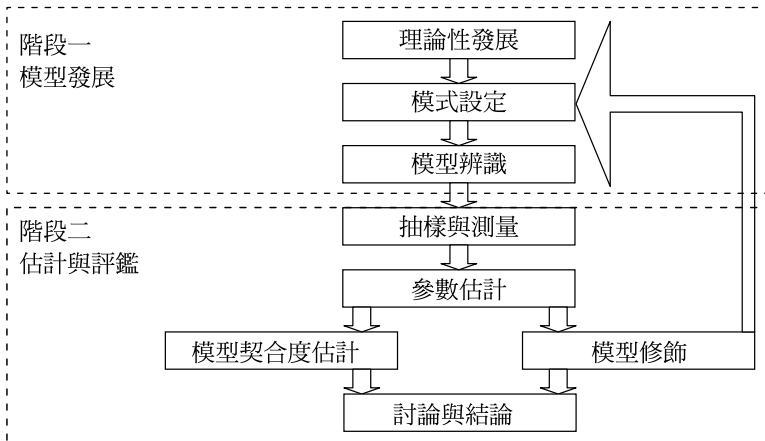 階段一
模型發展
理論性發展
模式設定
模型辨識
階段二
估計與評鑑
抽樣與測量
參數估計
模型契合度估計
模型修飾
討論與結論